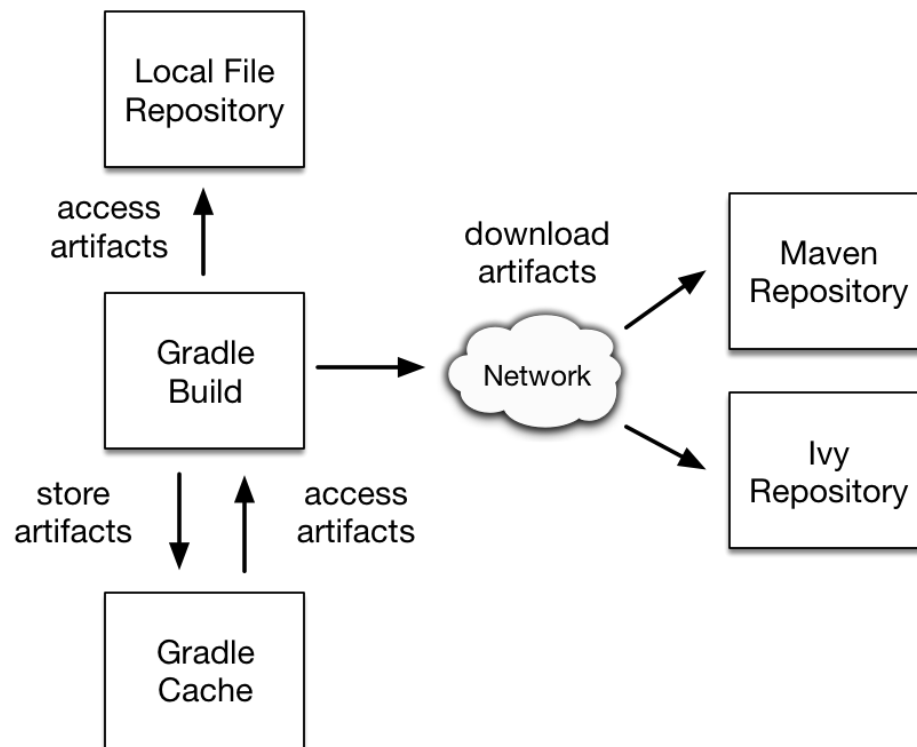 Local File
Repository
access
artifacts
download
artifacts
Maven
Repository
Gradle
Build
Network
Ivy
Repository
store
artifacts
access
artifacts
Gradle
Cache